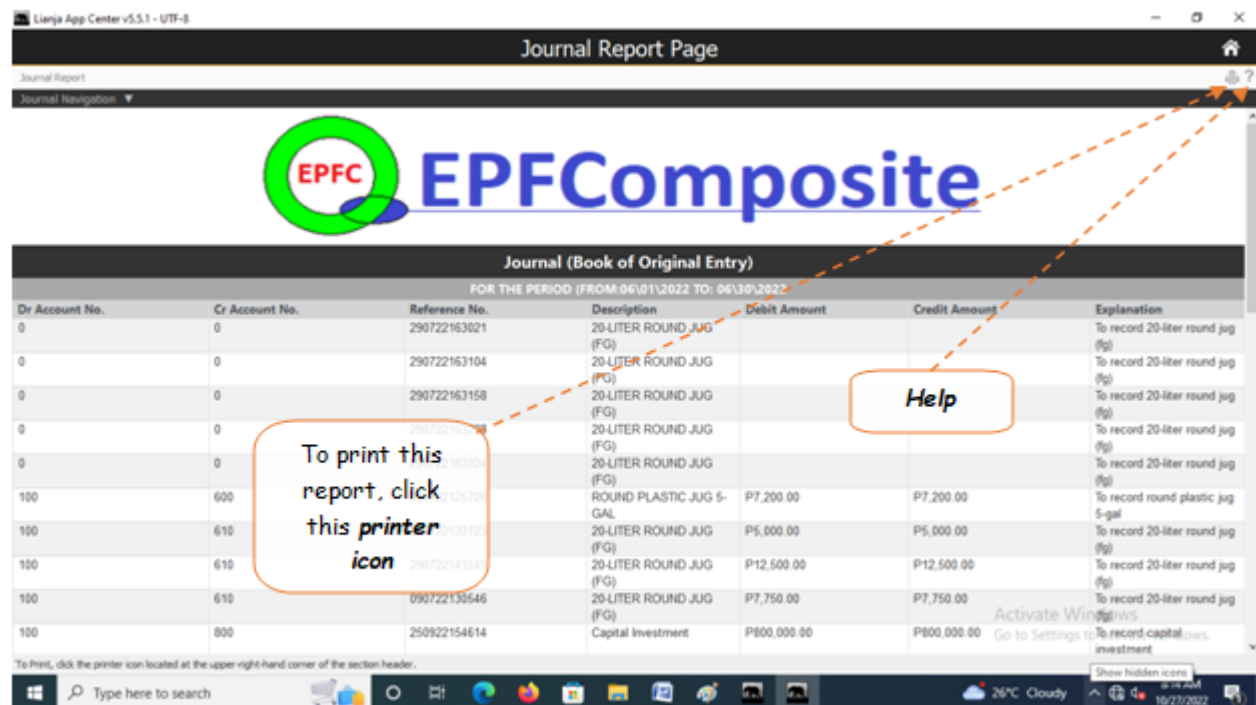 Lianja App Center v5.5.1 - UTF-8
Journal Report Page
Journal Report
?
Journal Navigation ▼
EPFC
EPFComposite
Journal (Book of Original Entry)
FOR THE PERIOD (FROM:06\01\2022 TO: 06\30\2022
Dr Account No. Cr Account No. Reference No. Description Debit Amount Credit Amount Explanation
0 0 290722163021 20-LITER ROUND JUG To record 20-liter round jug
(FG) (fg)
0 0 290722163104 20-LITER ROUND JUG To record 20-liter round jug
(FG) (fg)
0 0 290722163158 20-LITER ROUND JUG To record 20-liter round jug
(FG) (fg)
0 0 20-LITER ROUND JUG To record 20-liter round jug
(FG) (fg)
0 0 20-LITER ROUND JUG To record 20-liter round jug
(FG) (fg)
100 600 ROUND PLASTIC JUG 5- P7,200.00 P7,200.00 To record round plastic jug
GAL 5-gal
100 610 20-LITER ROUND JUG P5,000.00 P5,000.00 To record 20-liter round jug
(FG) (fg)
100 610 20-LITER ROUND JUG P12,500.00 P12,500.00 To record 20-liter round jug
(FG) (fg)
100 610 090722130546 20-LITER ROUND JUG P7,750.00 P7,750.00 To record 20-liter round jug
(FG) (fg)
100 800 250922154614 Capital Investment P800,000.00 P800,000.00 To record capital
investment
Help
To print this
report, click
this printer
icon
Activate Windows
Go to Settings to
To Print, click the printer icon located at the upper-right-hand corner of the section header.
Show hidden icons
Type here to search
26°C Cloudy
8:14 AM
10/27/2022